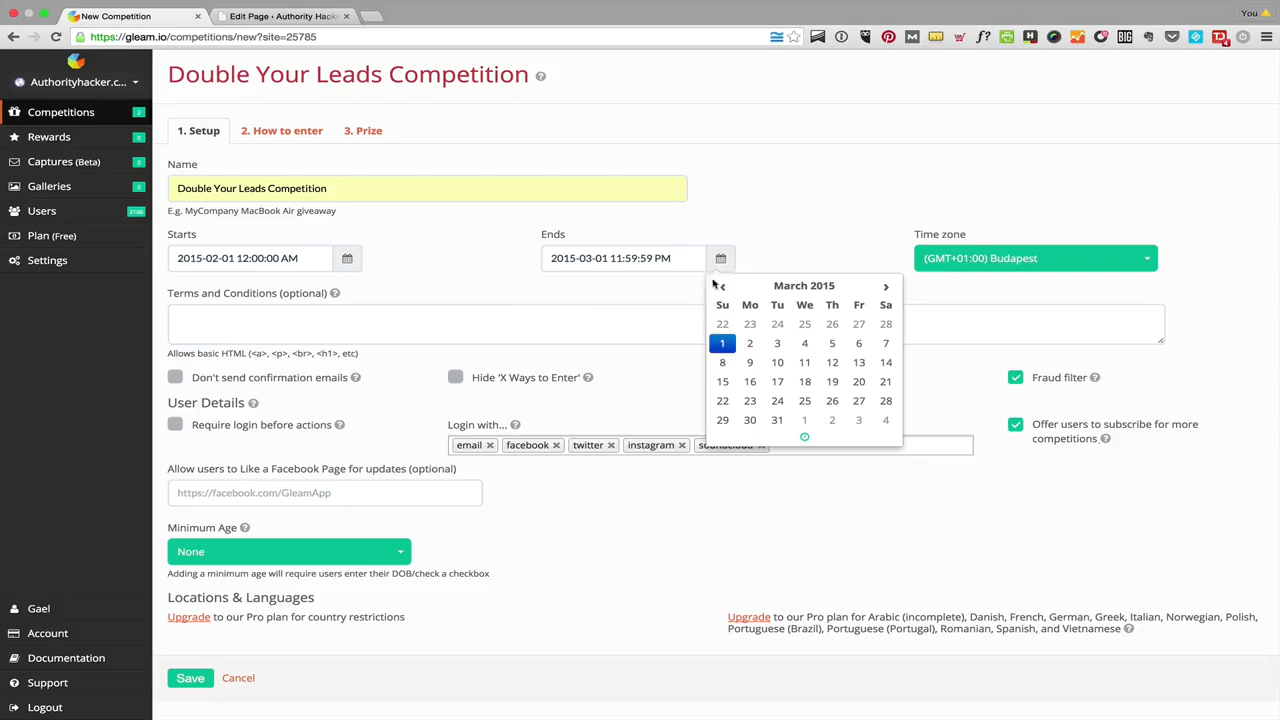 New Competition
Edit Page ‹ Authority Hacke
You
https://gleam.io/competitions/new?site=25785
Authorityhacker.c...
Competitions 2
Rewards 0
Captures (Beta) 0
Galleries 0
Users 2186
Plan (Free)
Settings
Gael
Account
Documentation
Support
Logout
Double Your Leads Competition
1. Setup 2. How to enter 3. Prize
Name
Double Your Leads Competition
E.g. MyCompany MacBook Air giveaway
Starts Ends Time zone
2015-02-01 12:00:00 AM 2015-03-01 11:59:59 PM (GMT+01:00) Budapest
March 2015
Su Mo Tu We Th Fr Sa
22 23 24 25 26 27 28
1 2 3 4 5 6 7
8 9 10 11 12 13 14
15 16 17 18 19 20 21
22 23 24 25 26 27 28
29 30 31 1 2 3 4
Terms and Conditions (optional)
Allows basic HTML (<a>, <p>, <br>, <h1>, etc)
Don't send confirmation emails Hide 'X Ways to Enter' Fraud filter
User Details
Require login before actions Login with... Offer users to subscribe for more
competitions
email facebook twitter instagram soundcloud
Allow users to Like a Facebook Page for updates (optional)
https://facebook.com/GleamApp
Minimum Age
None
Adding a minimum age will require users enter their DOB/check a checkbox
Locations & Languages
Upgrade to our Pro plan for country restrictions
Upgrade to our Pro plan for Arabic (incomplete), Danish, French, German, Greek, Italian, Norwegian, Polish,
Portuguese (Brazil), Portuguese (Portugal), Romanian, Spanish, and Vietnamese
Save Cancel